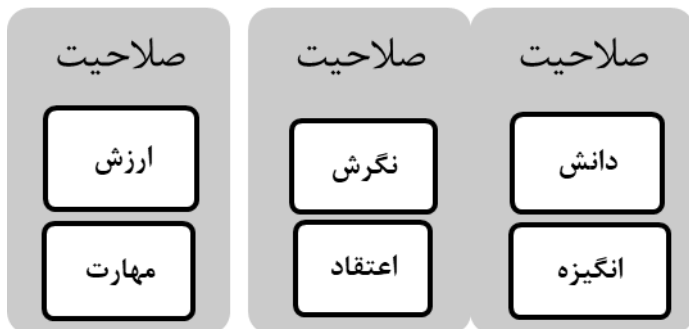 صلاحیت
دانش
انگیزه
صلاحیت
نگرش
اعتقاد
صلاحیت
ارزش
مهارت